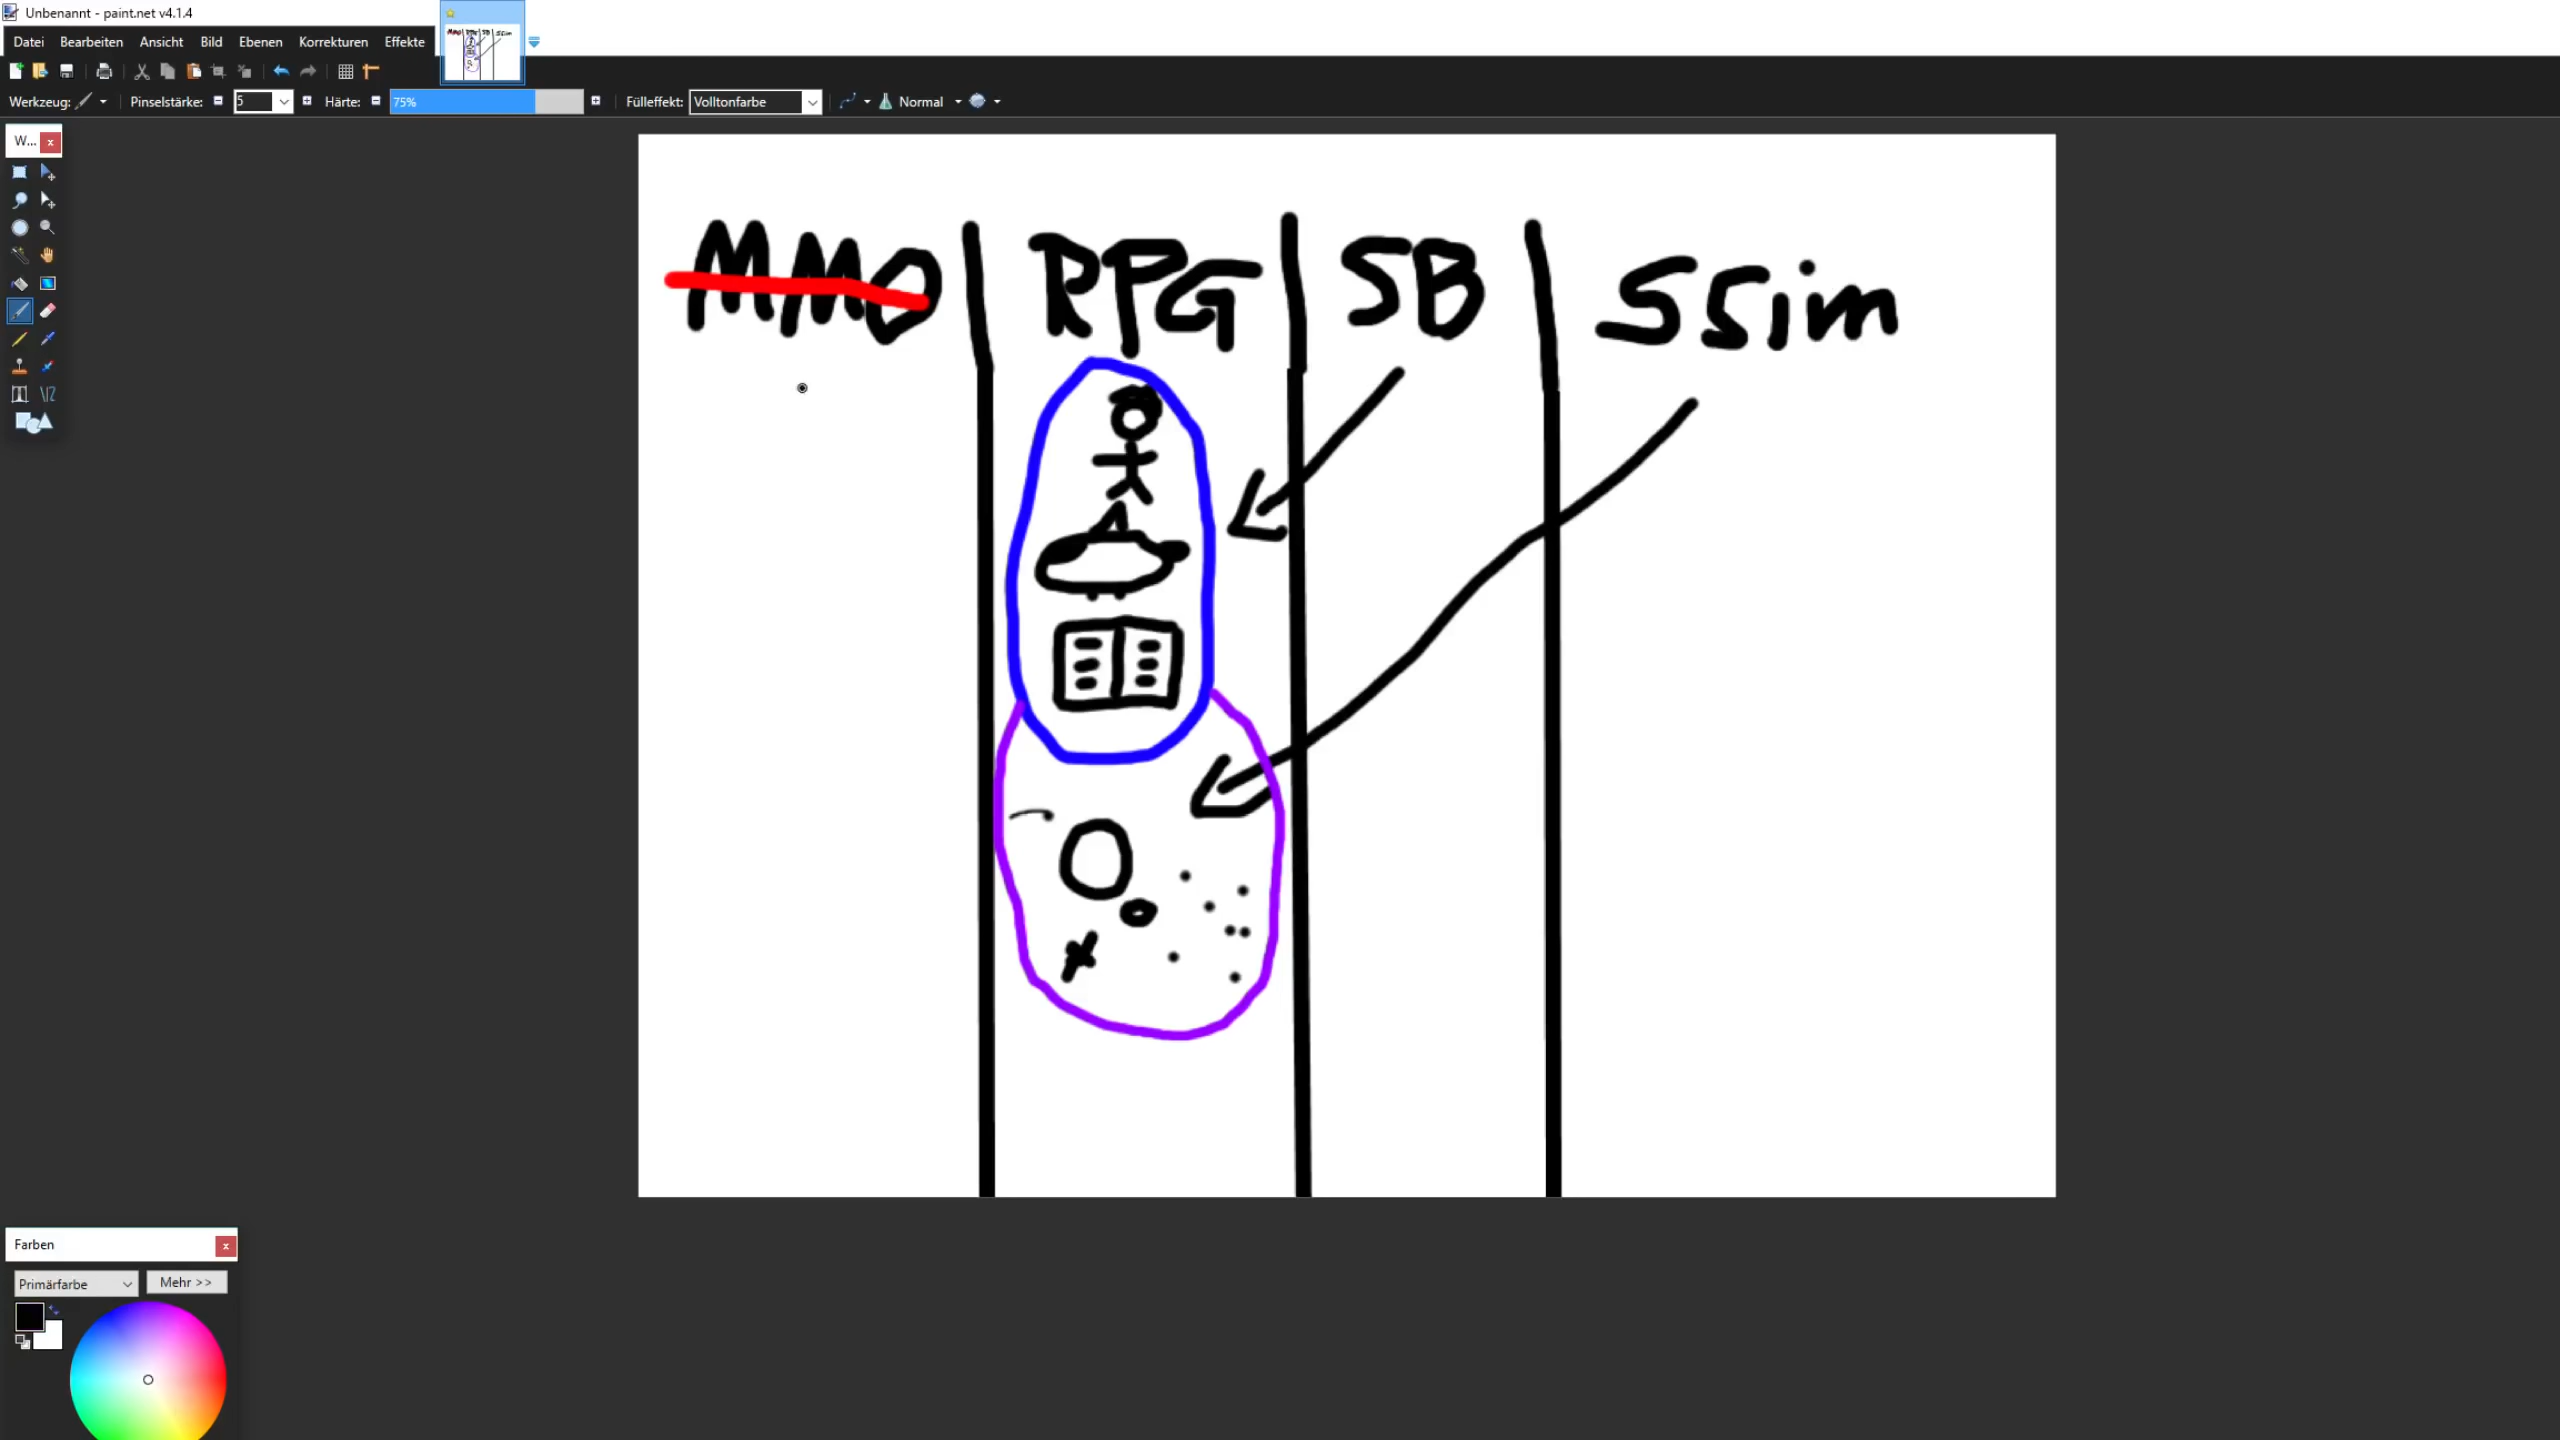 Unbenannt - paint.net v4.1.4
Datei Bearbeiten Ansicht Bild Ebenen Korrekturen Effekte
Werkzeug: Pinselstärke: 5 Härte: 75% Fülleffekt: Volltonfarbe Normal
W...
MMO RPG SB SSim
Farben
Primärfarbe Mehr >>